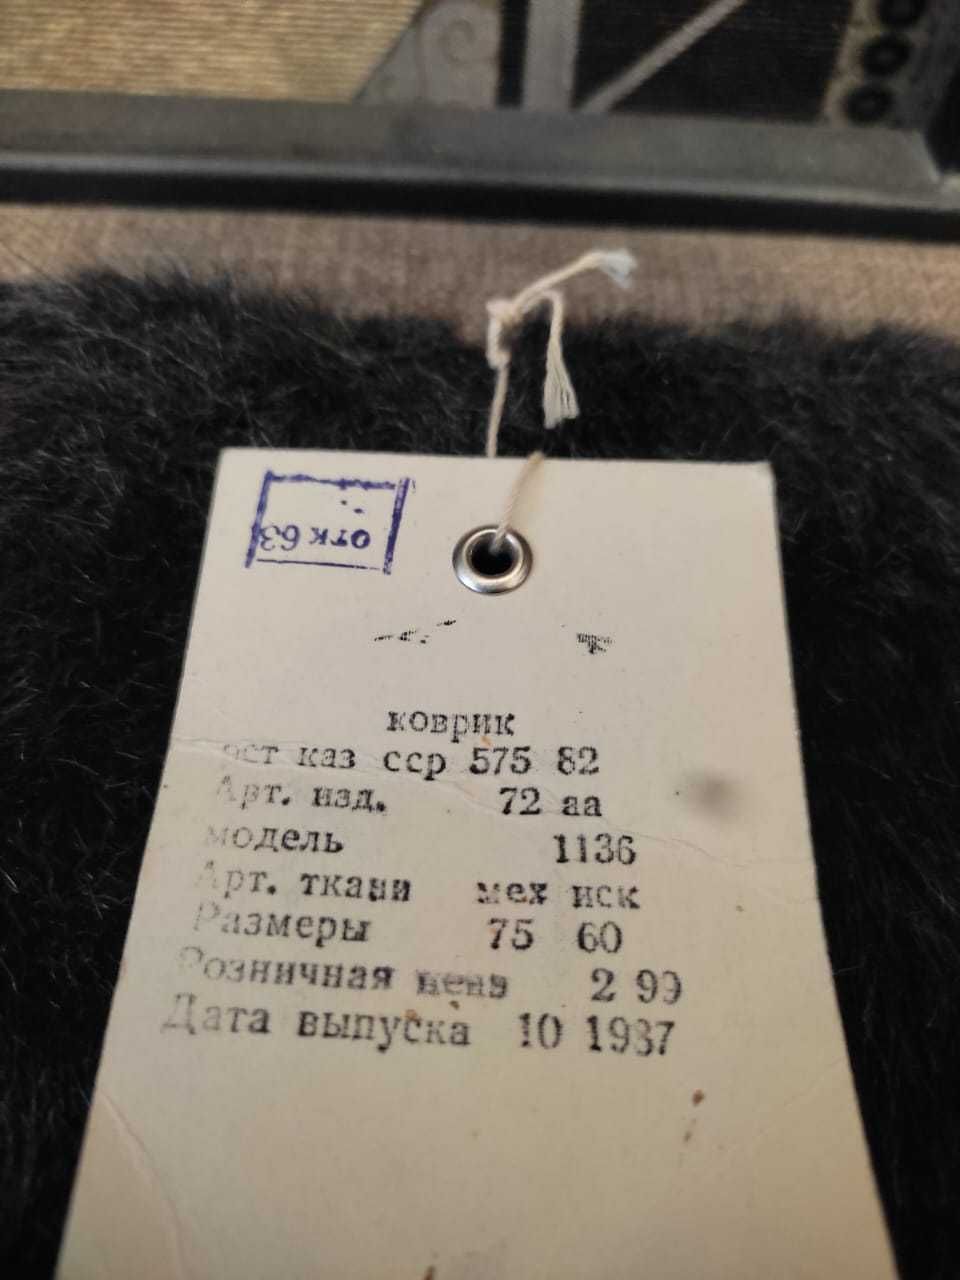 отк 63
коврик
ост каз сср 575 82
Арт. изд. 72 аа
модель 1136
Арт. ткани мех иск
Размеры 75 60
Розничная цена 2 99
Дата выпуска 10 1987